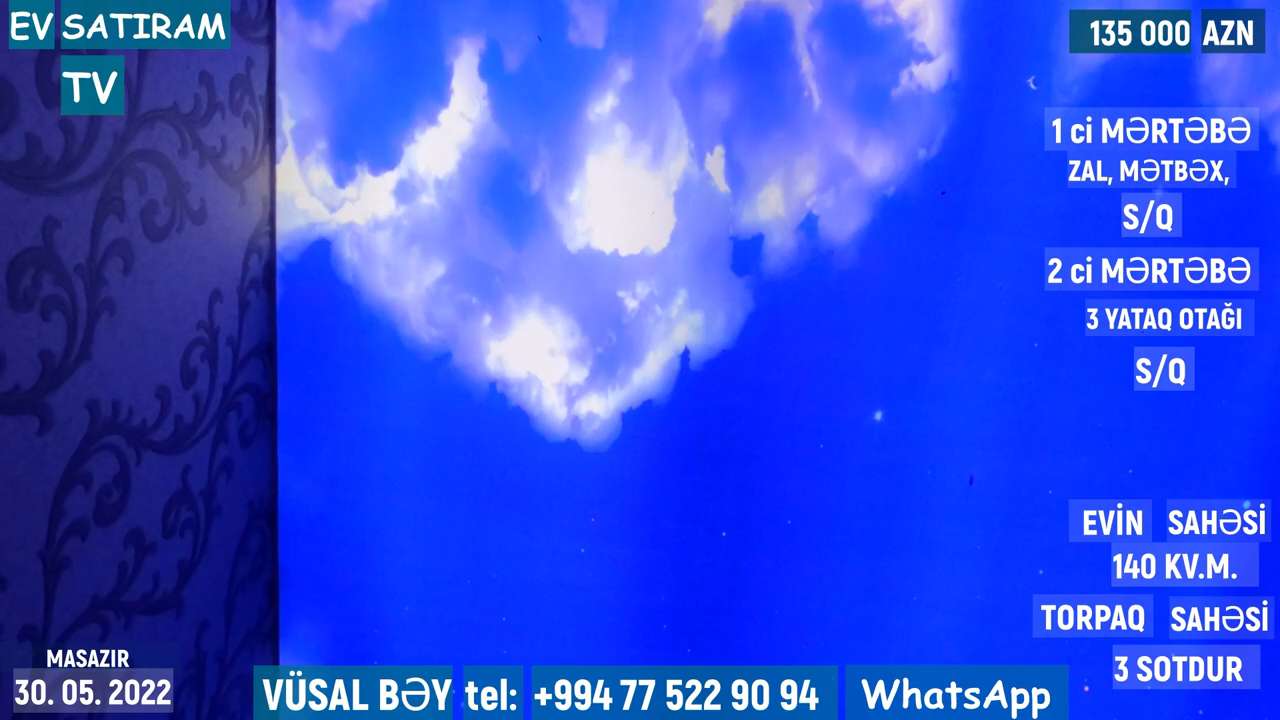 EV SATIRAM
TV
135 000 AZN
1 ci MƏRTƏBƏ
ZAL, MƏTBƏX,
S/Q
2 ci MƏRTƏBƏ
3 YATAQ OTAĞI
S/Q
EVİN SAHƏSİ
140 KV.M.
TORPAQ SAHƏSİ
3 SOTDUR
MASAZIR
30. 05. 2022
VÜSAL BƏY tel: +994 77 522 90 94 WhatsApp